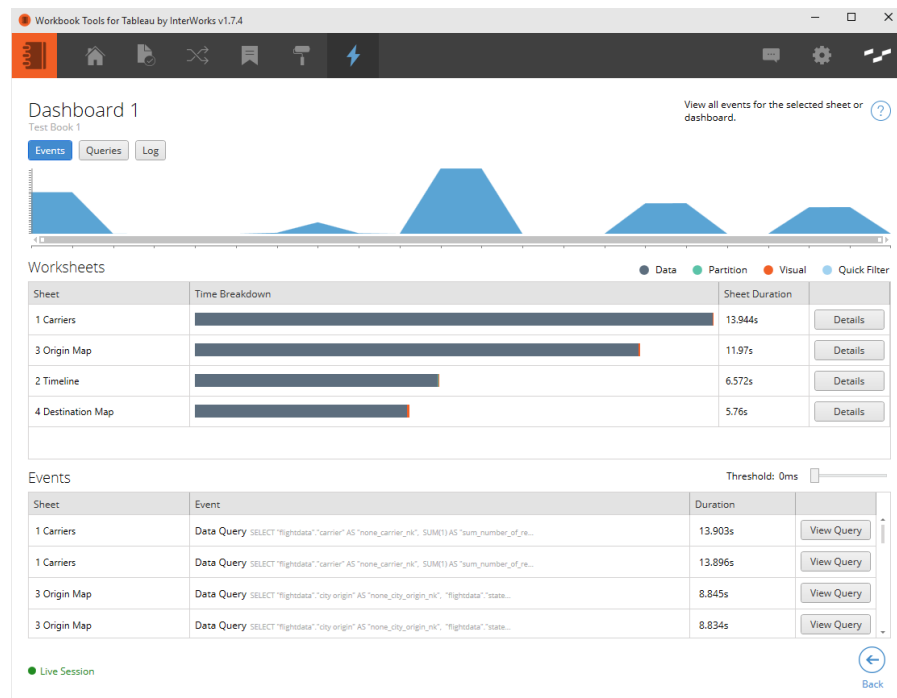 Workbook Tools for Tableau by InterWorks v1.7.4
Dashboard 1
Test Book 1
View all events for the selected sheet or
dashboard.
?
Events Queries Log
Worksheets
Data Partition Visual Quick Filter
Sheet Time Breakdown Sheet Duration
1 Carriers 13.944s Details
3 Origin Map 11.97s Details
2 Timeline 6.572s Details
4 Destination Map 5.76s Details
Events
Threshold: 0ms
Sheet Event Duration
1 Carriers Data Query SELECT "flightdata"."carrier" AS "none_carrier_nk", SUM(1) AS "sum_number_of_re... 13.903s View Query
1 Carriers Data Query SELECT "flightdata"."carrier" AS "none_carrier_nk", SUM(1) AS "sum_number_of_re... 13.896s View Query
3 Origin Map Data Query SELECT "flightdata"."city origin" AS "none_city_origin_nk", "flightdata"."state... 8.845s View Query
3 Origin Map Data Query SELECT "flightdata"."city origin" AS "none_city_origin_nk", "flightdata"."state... 8.834s View Query
Live Session
Back